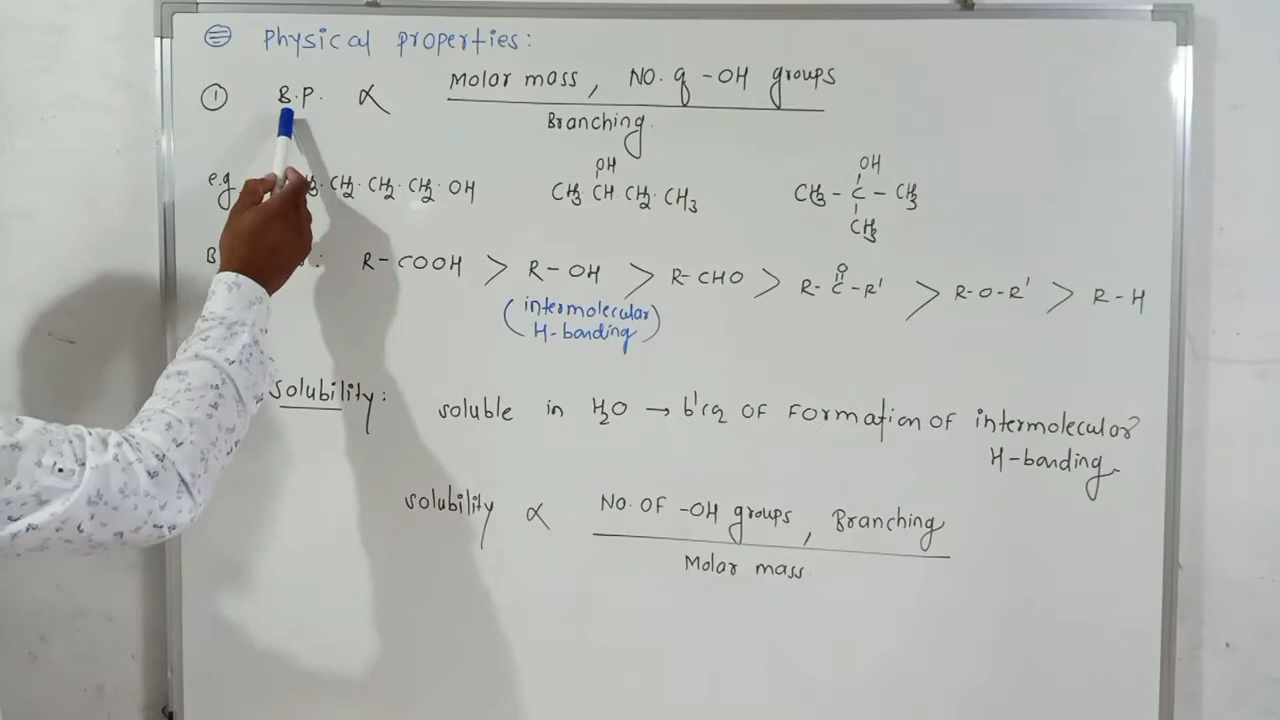 Physical properties:
① B.P. ∝ Molar mass, No. of -OH groups
Branching
e.g. CH₂. CH₂. CH₂. OH
OH
CH₃. CH. CH₂. CH₃
OH
CH₃ - C - CH₃
CH₃
B : R-COOH > R-OH > R-CHO > R-C-R' > R-O-R' > R-H
O
(intermolecular
H-bonding)
solubility:
soluble in H₂O → b'cz OF Formation OF intermolecular
H-bonding.
solubility ∝ No. OF -OH groups, Branching
Molar mass.